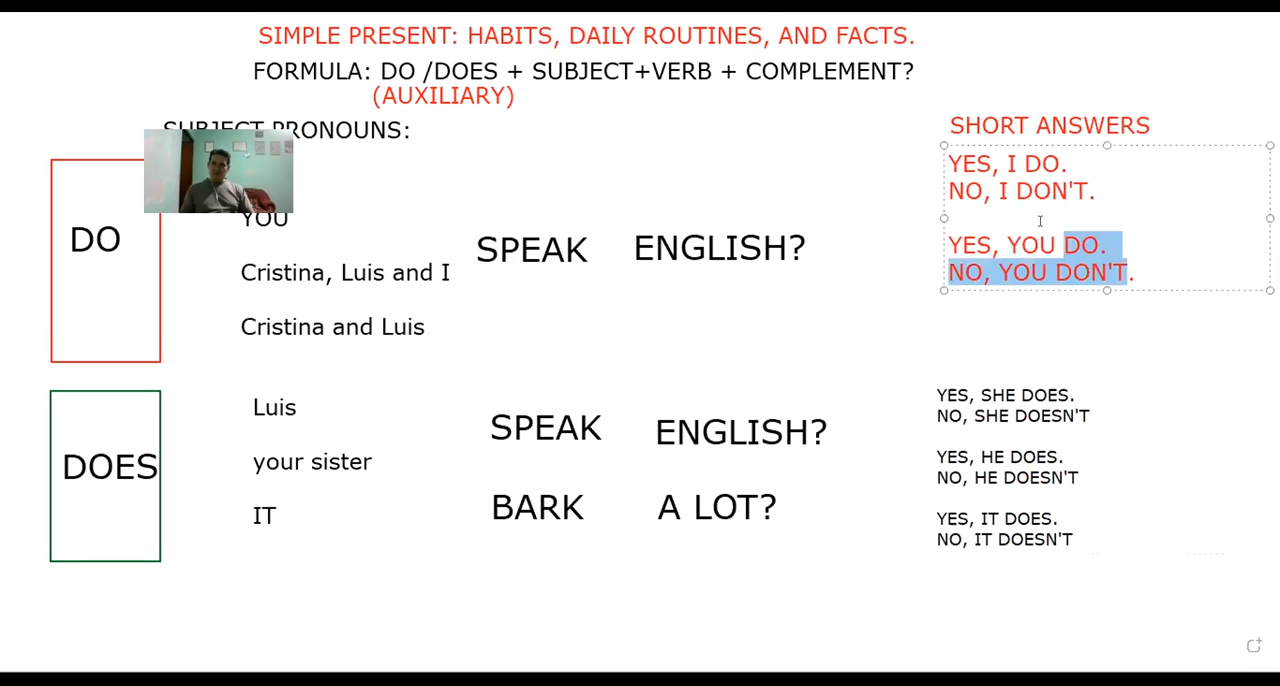 SIMPLE PRESENT: HABITS, DAILY ROUTINES, AND FACTS.
FORMULA: DO /DOES + SUBJECT+VERB + COMPLEMENT?
(AUXILIARY)
SUBJECT PRONOUNS:
SHORT ANSWERS
YES, I DO.
NO, I DON'T.
YES, YOU DO.
NO, YOU DON'T.
DO
YOU
Cristina, Luis and I
Cristina and Luis
SPEAK ENGLISH?
DOES
Luis
your sister
IT
SPEAK ENGLISH?
BARK A LOT?
YES, SHE DOES.
NO, SHE DOESN'T
YES, HE DOES.
NO, HE DOESN'T
YES, IT DOES.
NO, IT DOESN'T